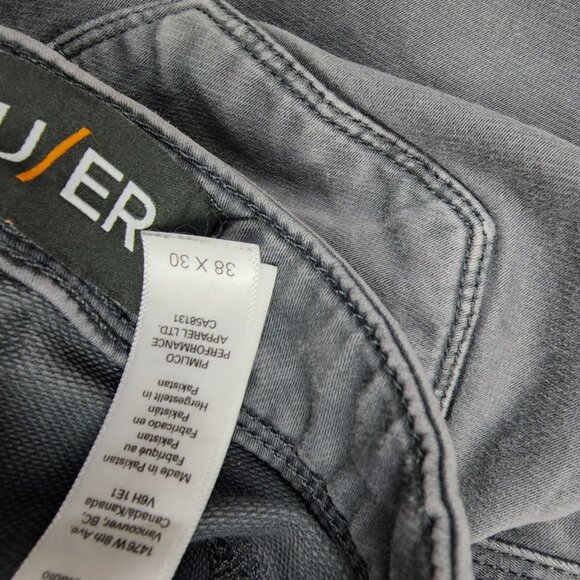 U/ER
38 X 30
PIMLICO
PERFORMANCE
APPAREL LTD.
CA58131
Made in Pakistan
Fabriqué au
Pakistan
Fabricado en
Pakistán
Hergestellt in
Pakistan
1476 W 8th Ave.
Vancouver, BC,
Canada/Kanada
V6H 1E1